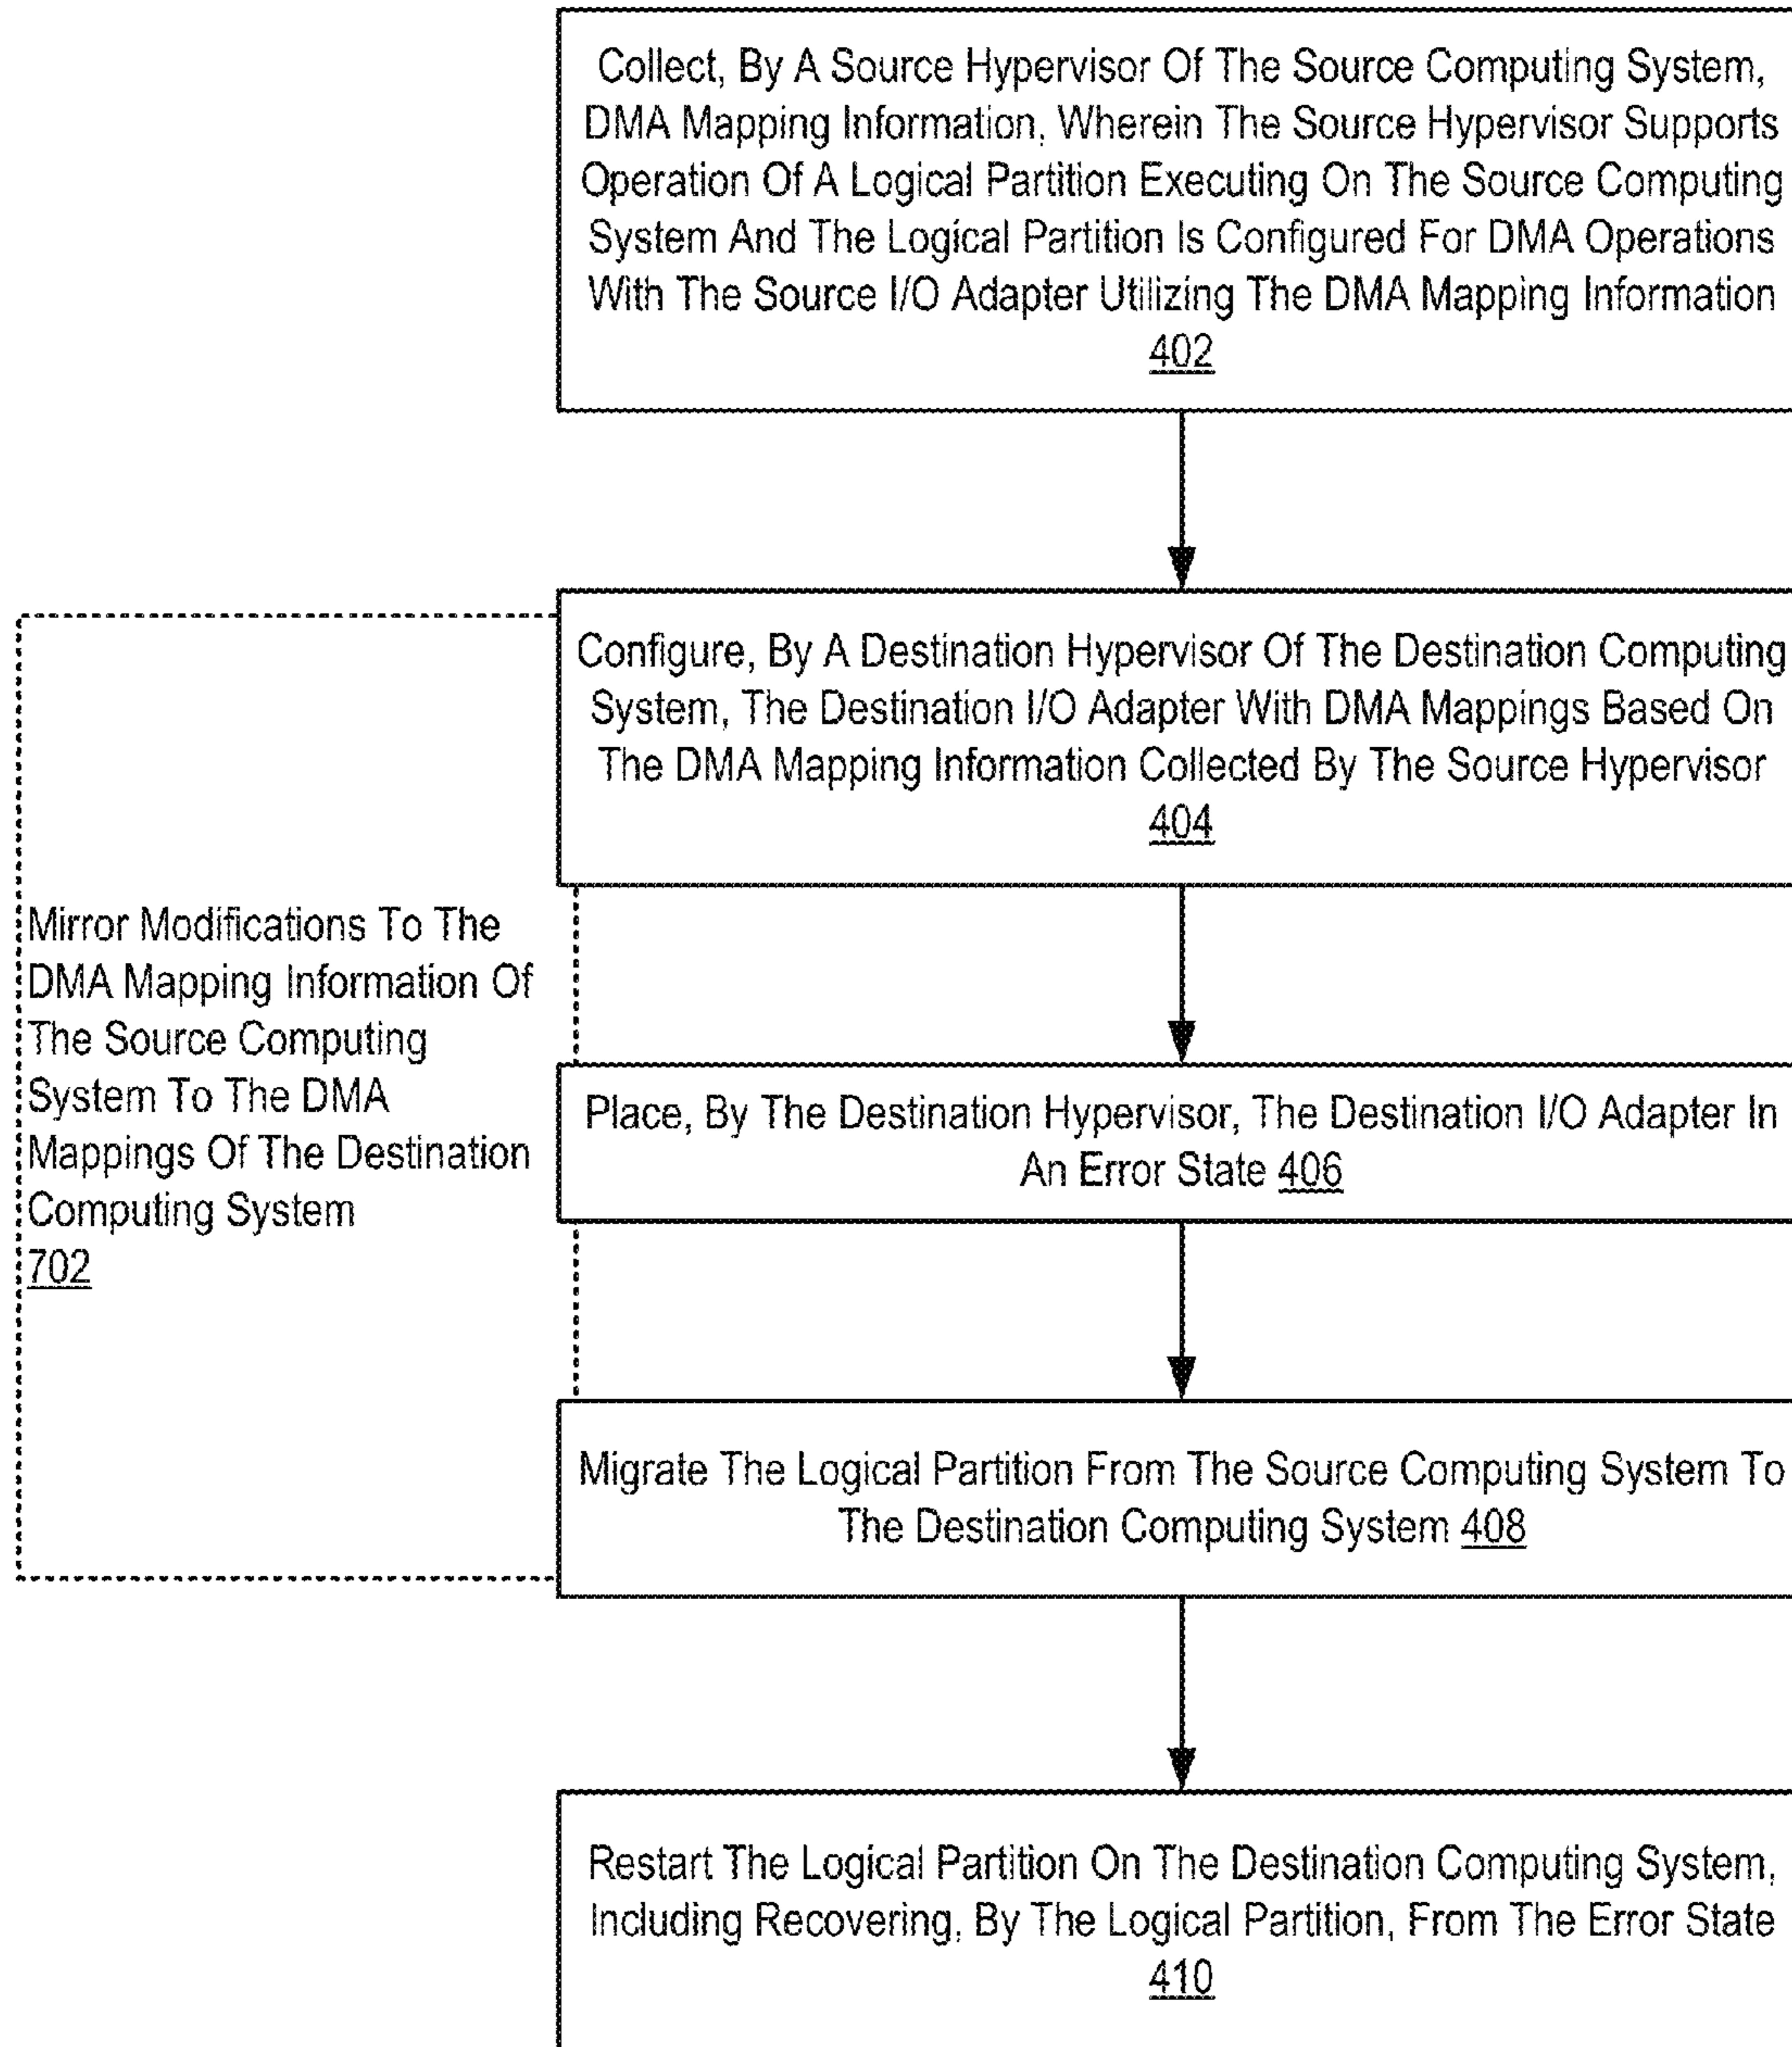 Collect, By A Source Hypervisor Of The Source Computing System,
DMA Mapping Information, Wherein The Source Hypervisor Supports
Operation Of A Logical Partition Executing On The Source Computing
System And The Logical Partition Is Configured For DMA Operations
With The Source I/O Adapter Utilizing The DMA Mapping Information
402
Configure, By A Destination Hypervisor Of The Destination Computing
System, The Destination I/O Adapter With DMA Mappings Based On
The DMA Mapping Information Collected By The Source Hypervisor
404
Mirror Modifications To The
DMA Mapping Information Of
The Source Computing
System To The DMA
Mappings Of The Destination
Computing System
702
Place, By The Destination Hypervisor, The Destination I/O Adapter In
An Error State 406
Migrate The Logical Partition From The Source Computing System To
The Destination Computing System 408
Restart The Logical Partition On The Destination Computing System,
Including Recovering, By The Logical Partition, From The Error State
410